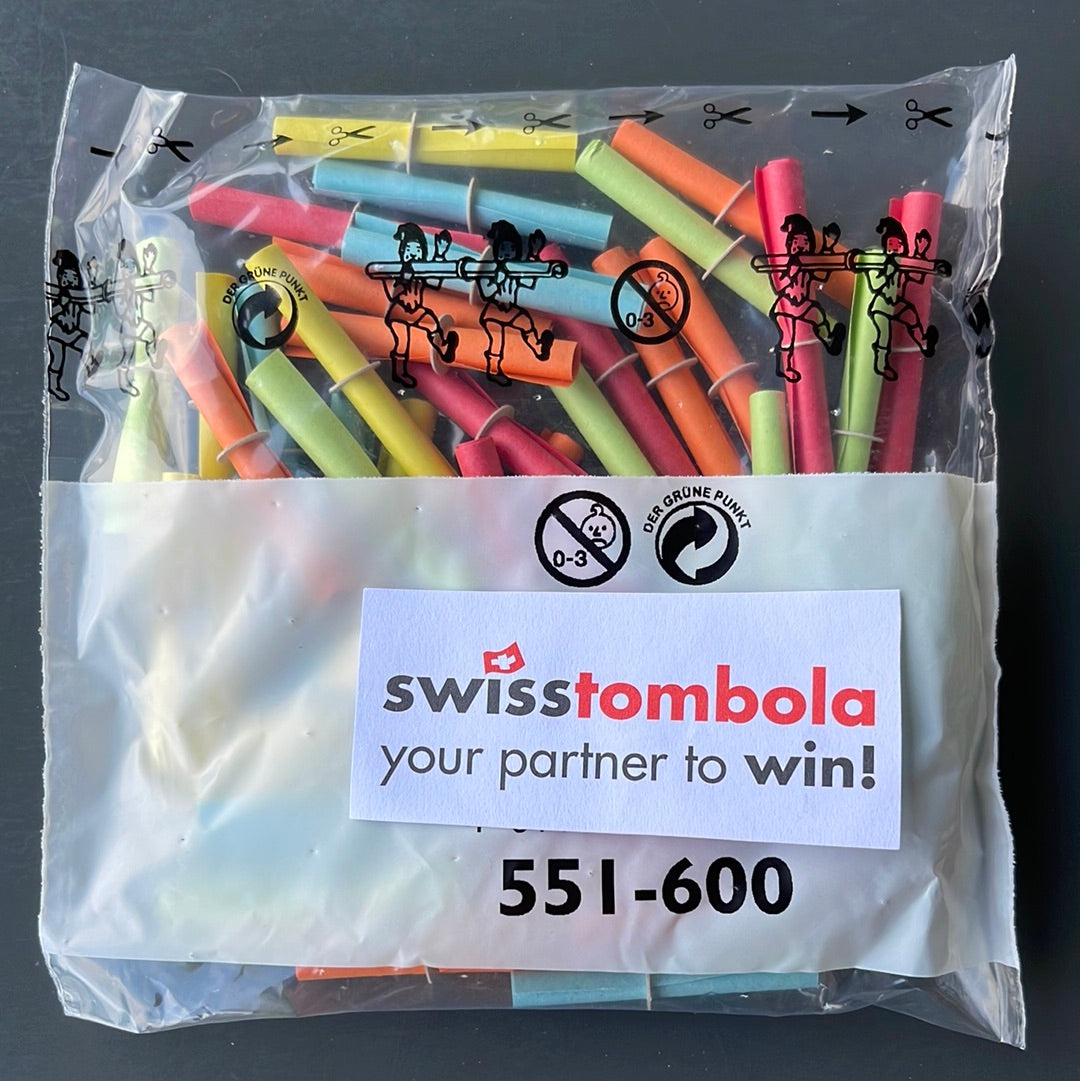 DER GRÜNE PUNKT
0-3
0-3
DER GRÜNE PUNKT
swisstombola
your partner to win!
551-600